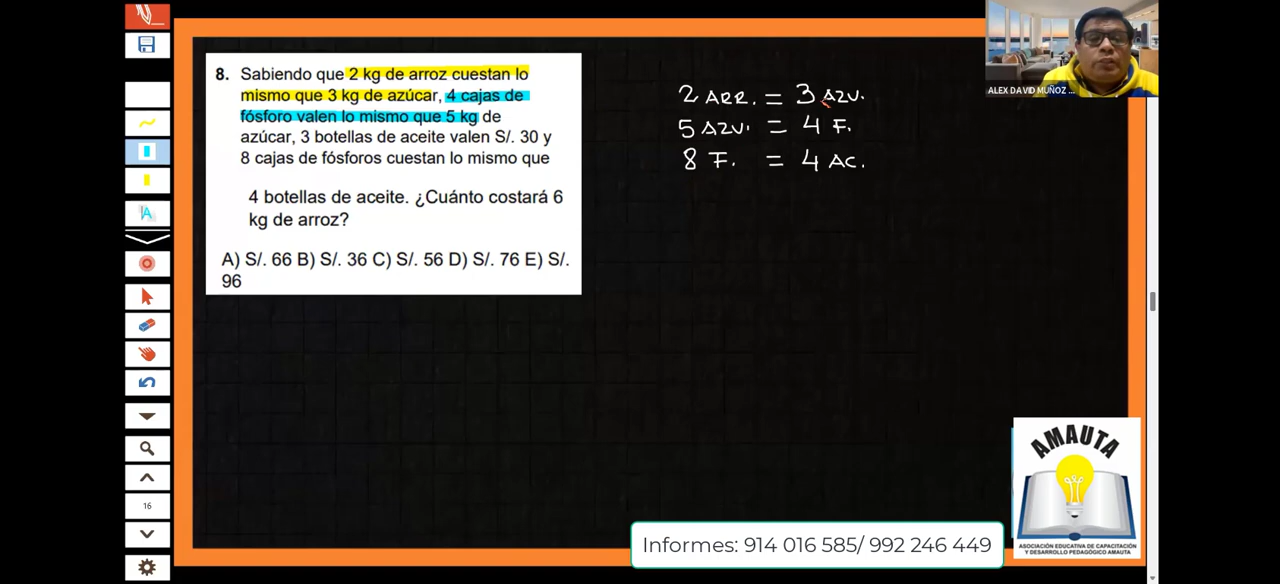 8. Sabiendo que 2 kg de arroz cuestan lo
mismo que 3 kg de azúcar, 4 cajas de
fósforo valen lo mismo que 5 kg de
azúcar, 3 botellas de aceite valen S/. 30 y
8 cajas de fósforos cuestan lo mismo que
4 botellas de aceite. ¿Cuánto costará 6
kg de arroz?
A) S/. 66 B) S/. 36 C) S/. 56 D) S/. 76 E) S/.
96
2 ARR. = 3 AZU.
5 AZU. = 4 F.
8 F. = 4 AC.
ALEX DAVID MUÑOZ ...
A
16
AMAUTA
ASOCIACIÓN EDUCATIVA DE CAPACITACIÓN
Y DESARROLLO PEDAGÓGICO AMAUTA
Informes: 914 016 585/ 992 246 449